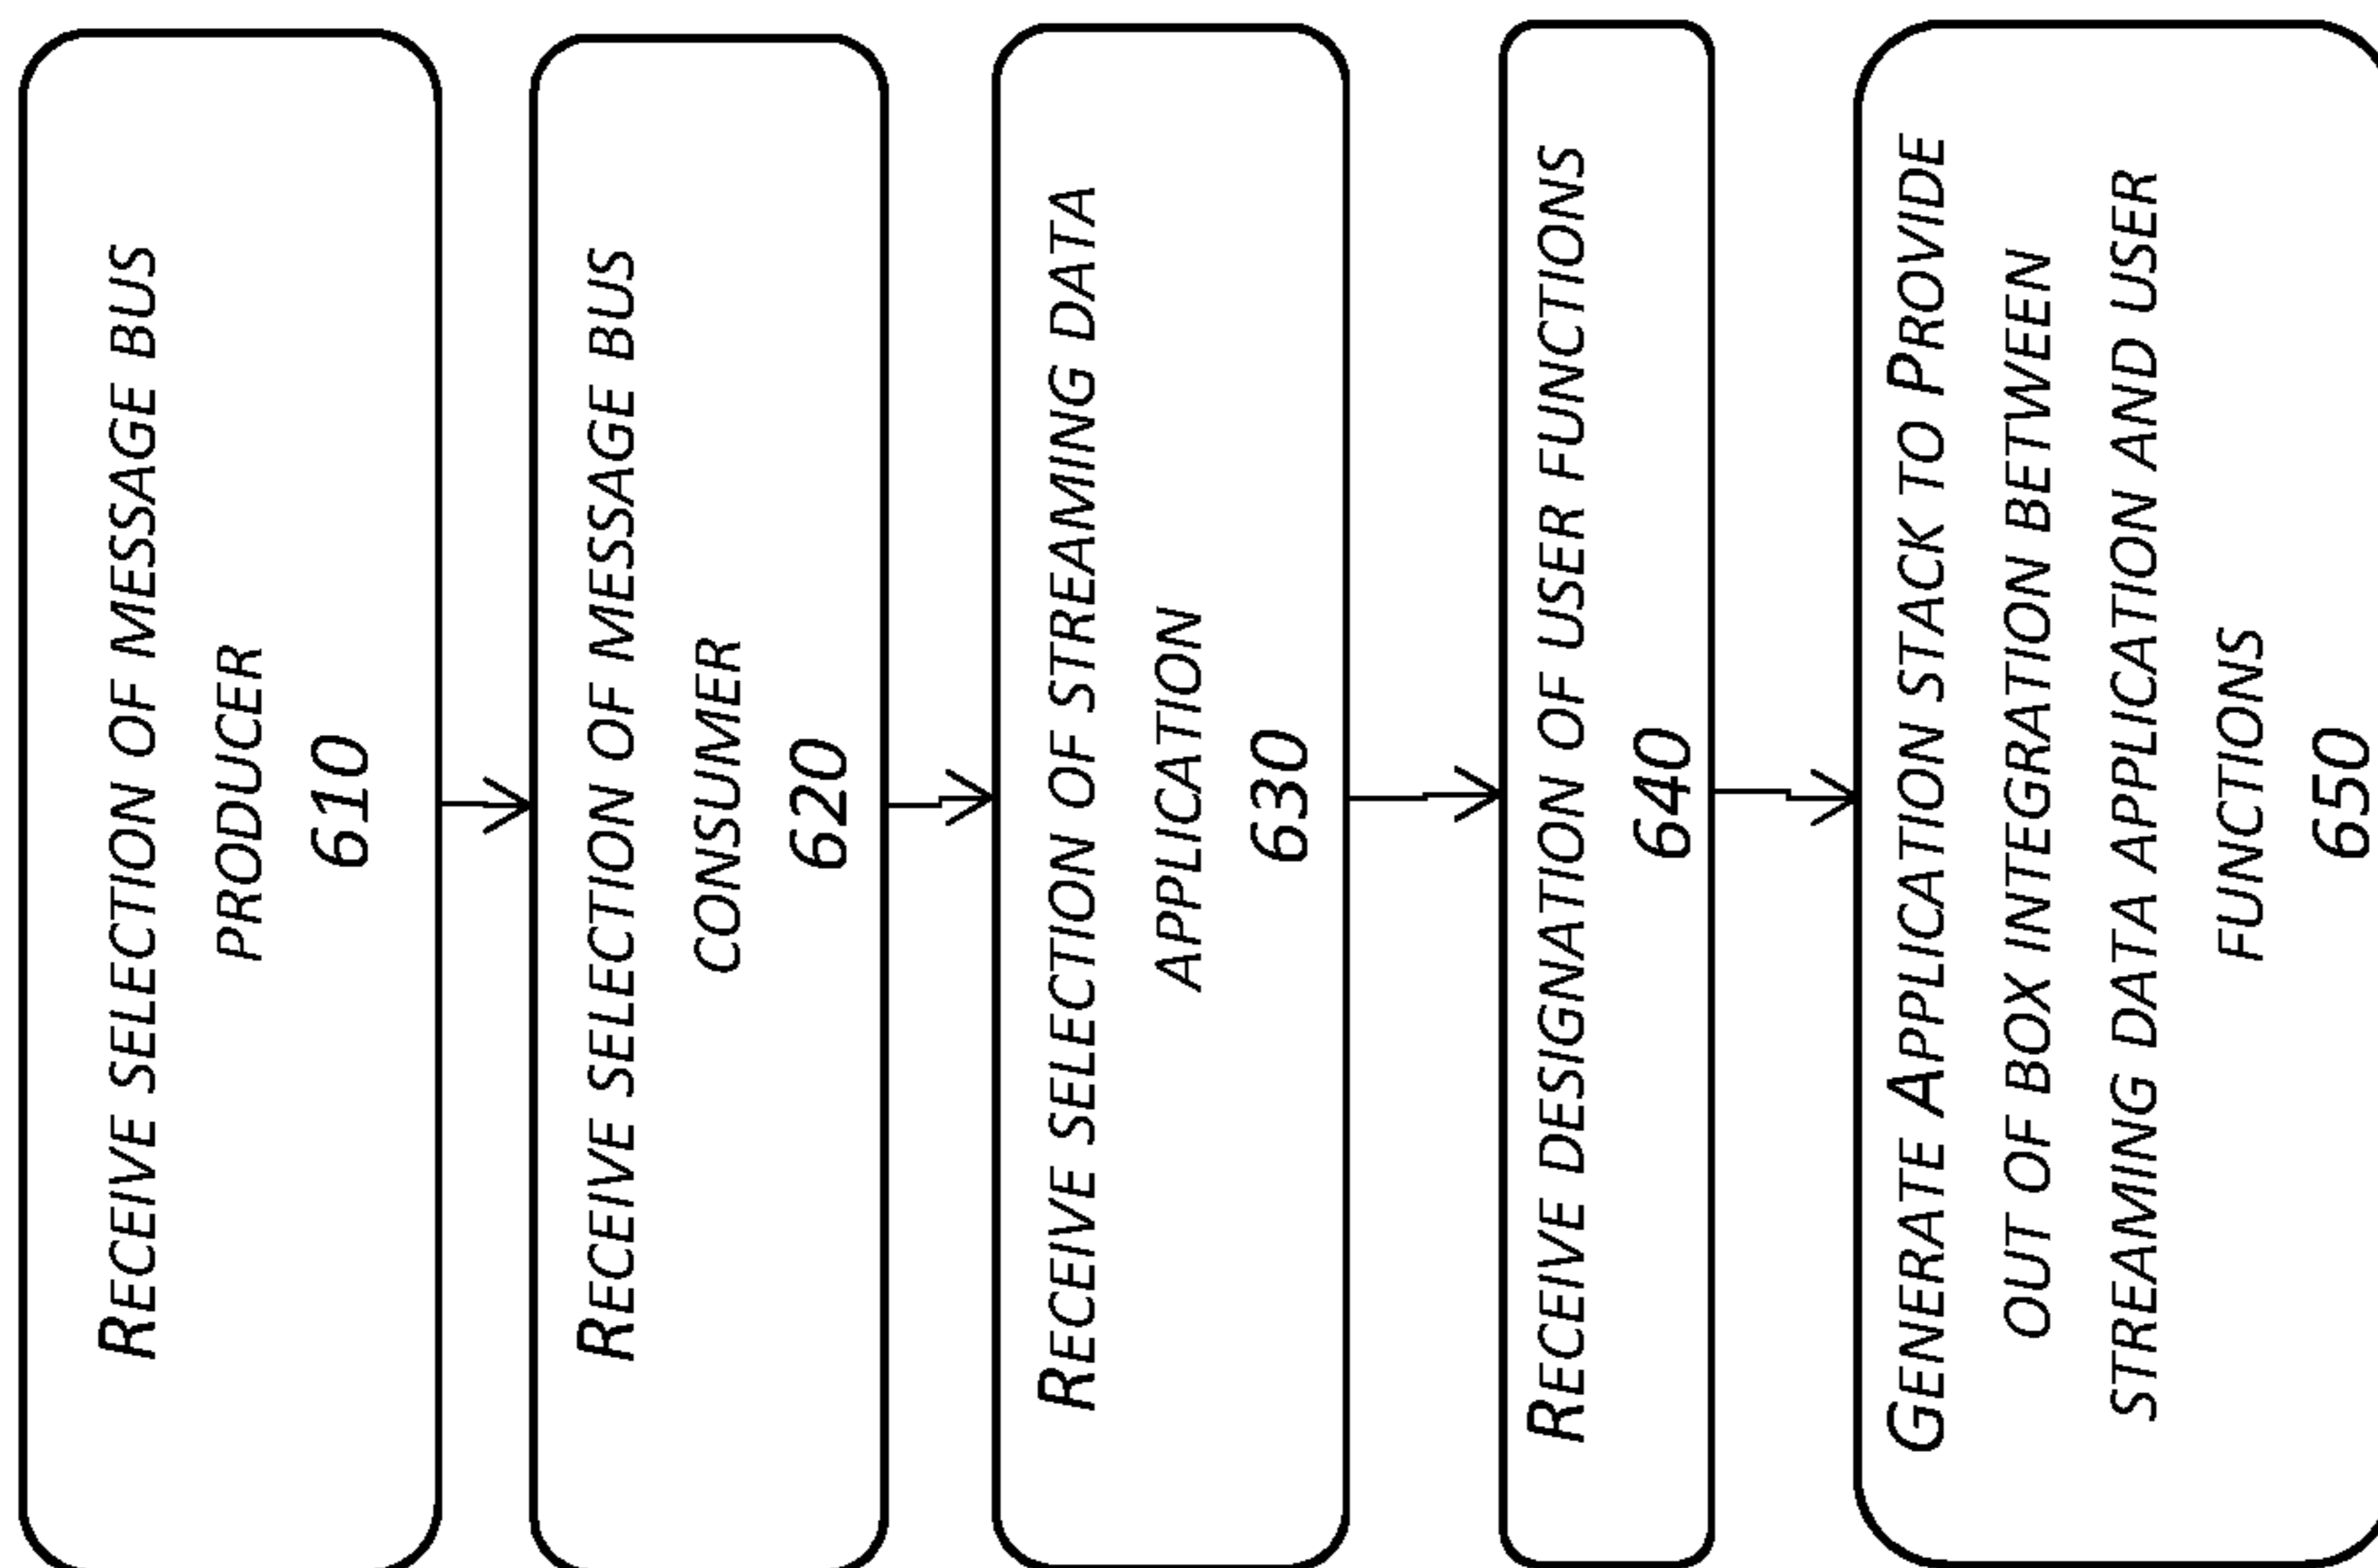 RECEIVE SELECTION OF MESSAGE BUS
PRODUCER
610
RECEIVE SELECTION OF MESSAGE BUS
CONSUMER
620
RECEIVE SELECTION OF STREAMING DATA
APPLICATION
630
RECEIVE DESIGNATION OF USER FUNCTIONS
640
GENERATE APPLICATION STACK TO PROVIDE
OUT OF BOX INTEGRATION BETWEEN
STREAMING DATA APPLICATION AND USER
FUNCTIONS
650